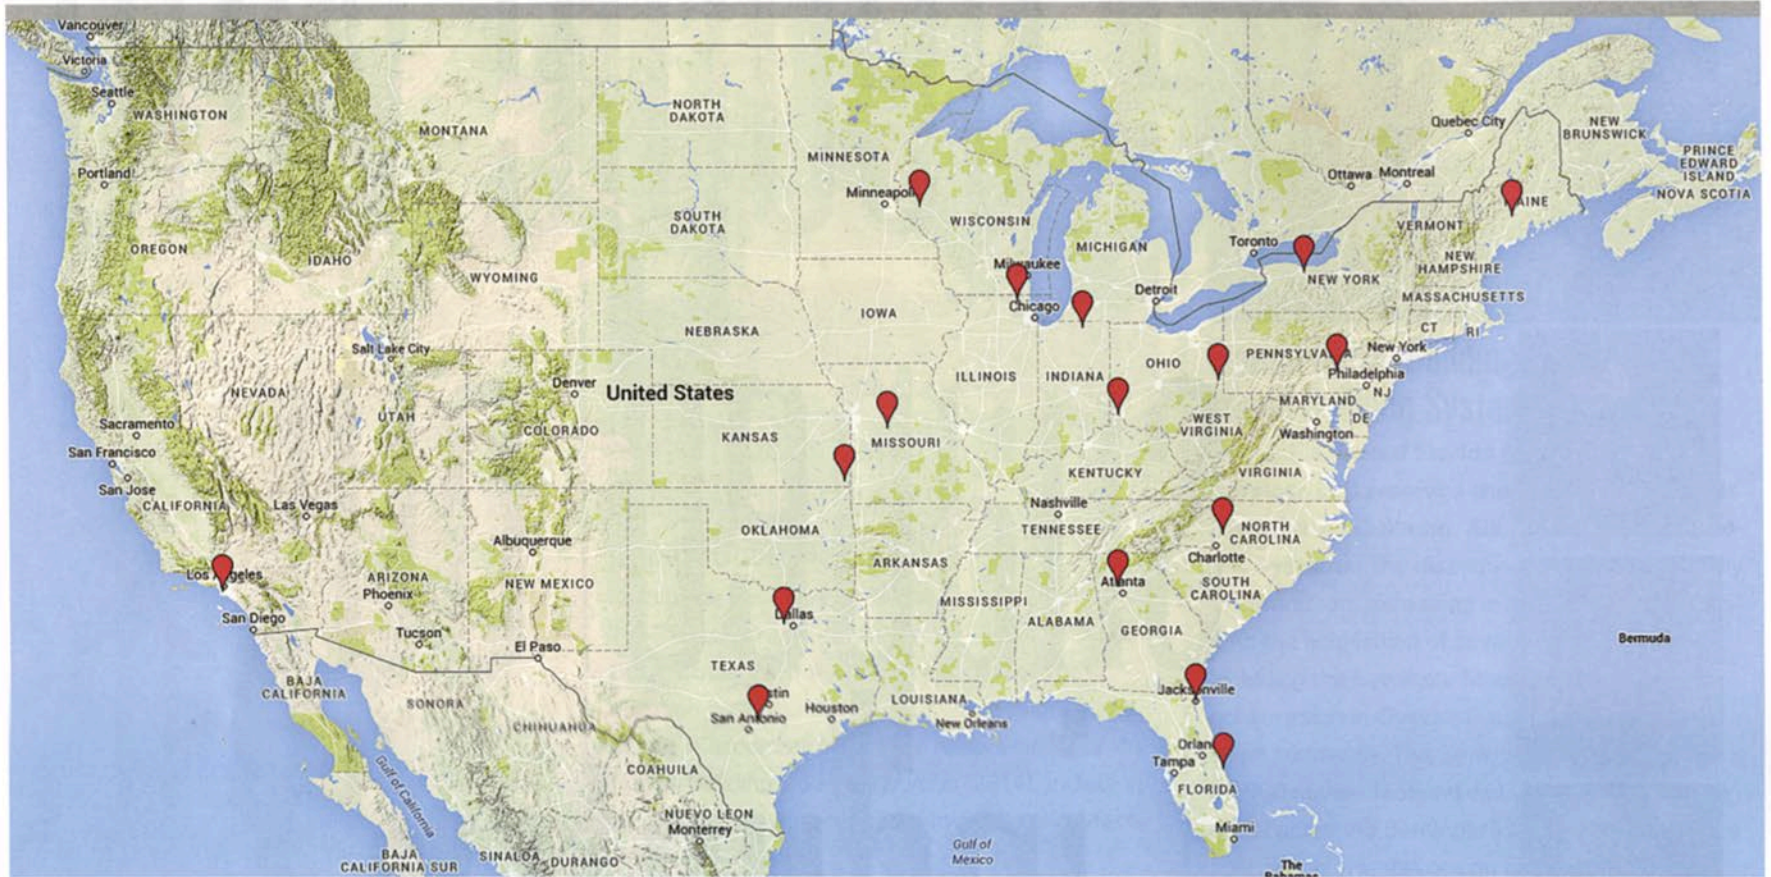 Vancouver
Victoria
Seattle
WASHINGTON
Portland
OREGON
IDAHO
MONTANA
NORTH
DAKOTA
SOUTH
DAKOTA
WYOMING
NEBRASKA
MINNESOTA
WISCONSIN
Milwaukee
Chicago
MICHIGAN
Detroit
Toronto
Ottawa
Montreal
Quebec City
NEW
BRUNSWICK
PRINCE
EDWARD
ISLAND
NOVA SCOTIA
VERMONT
NEW
HAMPSHIRE
NEW YORK
MASSACHUSETTS
CT
RI
New York
PENNSYLVANIA
Philadelphia
NJ
MARYLAND
DE
Washington
IOWA
ILLINOIS
INDIANA
OHIO
WEST
VIRGINIA
VIRGINIA
KENTUCKY
Salt Lake City
NEVADA
UTAH
Denver
COLORADO
United States
KANSAS
MISSOURI
Sacramento
San Francisco
San Jose
CALIFORNIA
Las Vegas
Los Angeles
San Diego
ARIZONA
Phoenix
Tucson
Albuquerque
NEW MEXICO
El Paso
OKLAHOMA
ARKANSAS
Nashville
TENNESSEE
NORTH
CAROLINA
Charlotte
SOUTH
CAROLINA
Atlanta
MISSISSIPPI
ALABAMA
GEORGIA
TEXAS
San Antonio
Houston
LOUISIANA
New Orleans
Jacksonville
Tampa
FLORIDA
Miami
Bermuda
BAJA
CALIFORNIA
SONORA
CHIHUAHUA
COAHUILA
Gulf of California
NUEVO LEON
Monterrey
BAJA
CALIFORNIA SUR
SINALOA
DURANGO
Gulf of
Mexico
The